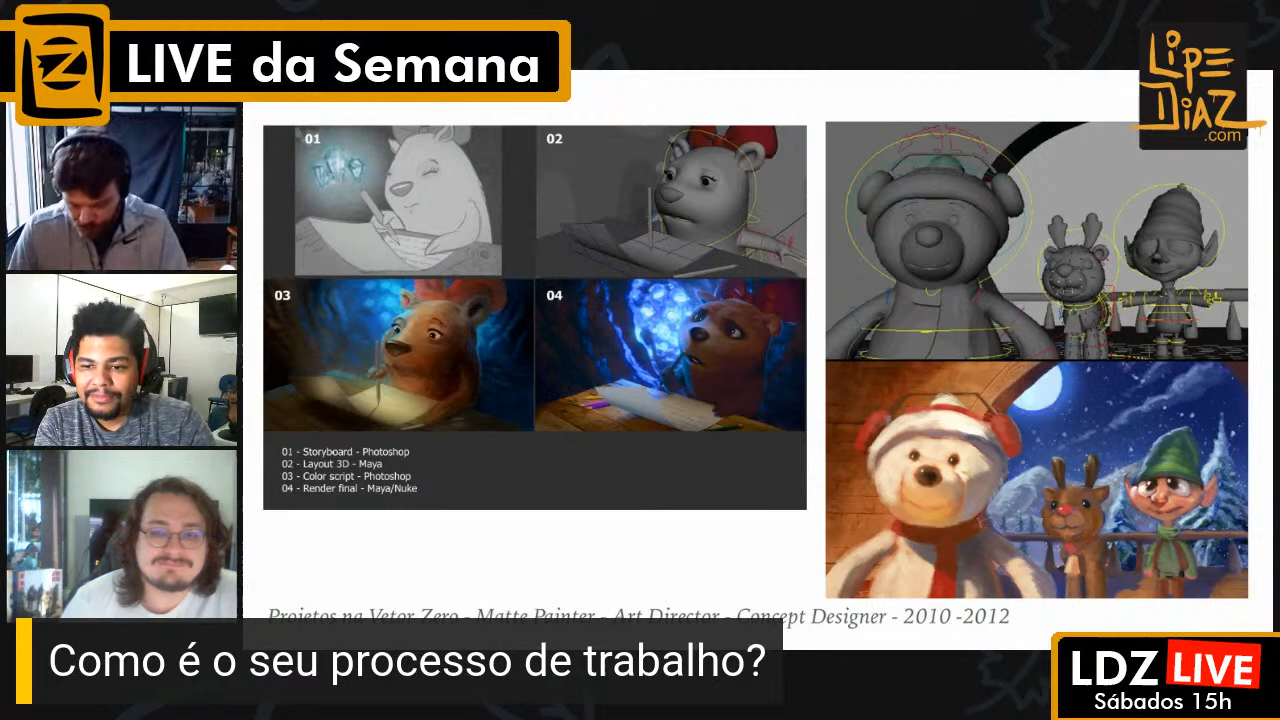 LIVE da Semana
LIPE
DIAZ
.com
01
02
03
04
01 - Storyboard - Photoshop
02 - Layout 3D - Maya
03 - Color script - Photoshop
04 - Render final - Maya/Nuke
Projetos na Vetor Zero - Matte Painter - Art Director - Concept Designer - 2010 -2012
Como é o seu processo de trabalho?
LDZ LIVE
Sábados 15h